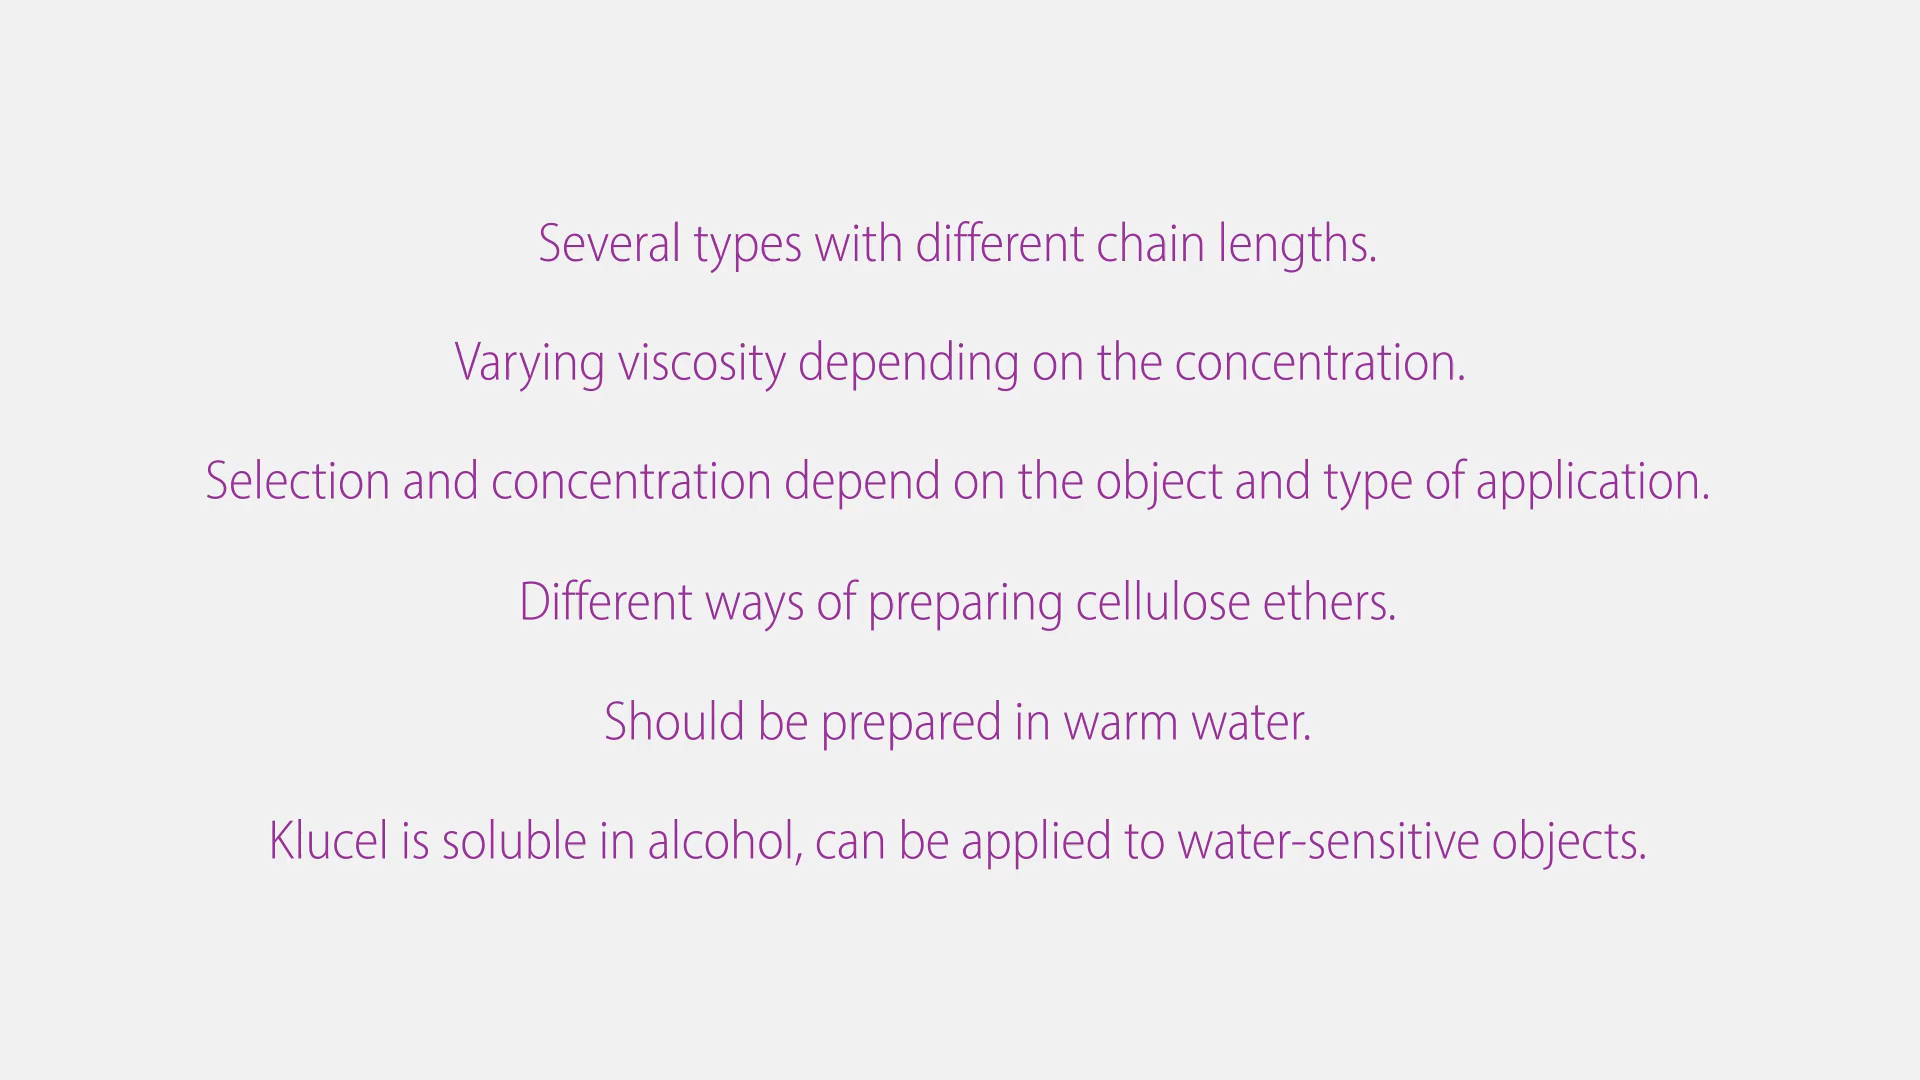 Several types with different chain lengths.
Varying viscosity depending on the concentration.
Selection and concentration depend on the object and type of application.
Different ways of preparing cellulose ethers.
Should be prepared in warm water.
Klucel is soluble in alcohol, can be applied to water-sensitive objects.